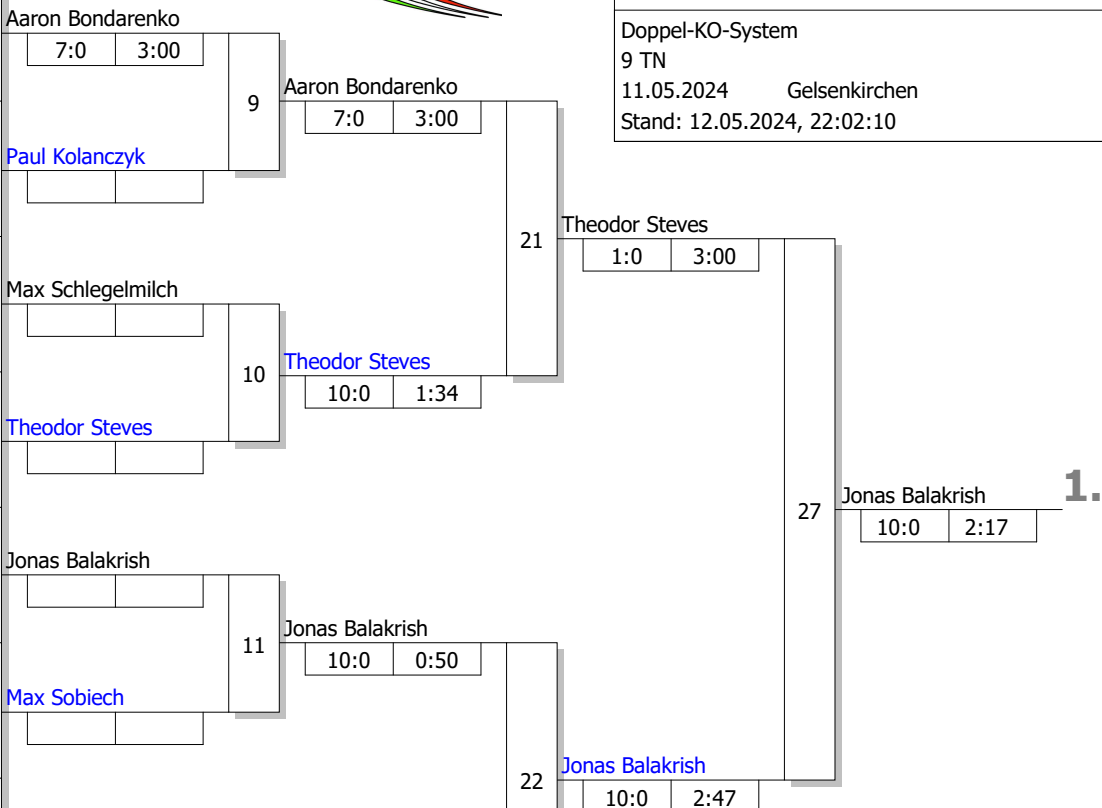 Aaron Bondarenko
7:0 3:00
9
Paul Kolanczyk
Max Schlegelmilch
10
Theodor Steves
Jonas Balakrish
11
Max Sobiech
Aaron Bondarenko
7:0 3:00
21
Theodor Steves
10:0 1:34
Jonas Balakrish
10:0 0:50
22
Theodor Steves
1:0 3:00
27
Jonas Balakrish
10:0 2:47
Jonas Balakrish 1.
10:0 2:17
Doppel-KO-System
9 TN
11.05.2024 Gelsenkirchen
Stand: 12.05.2024, 22:02:10